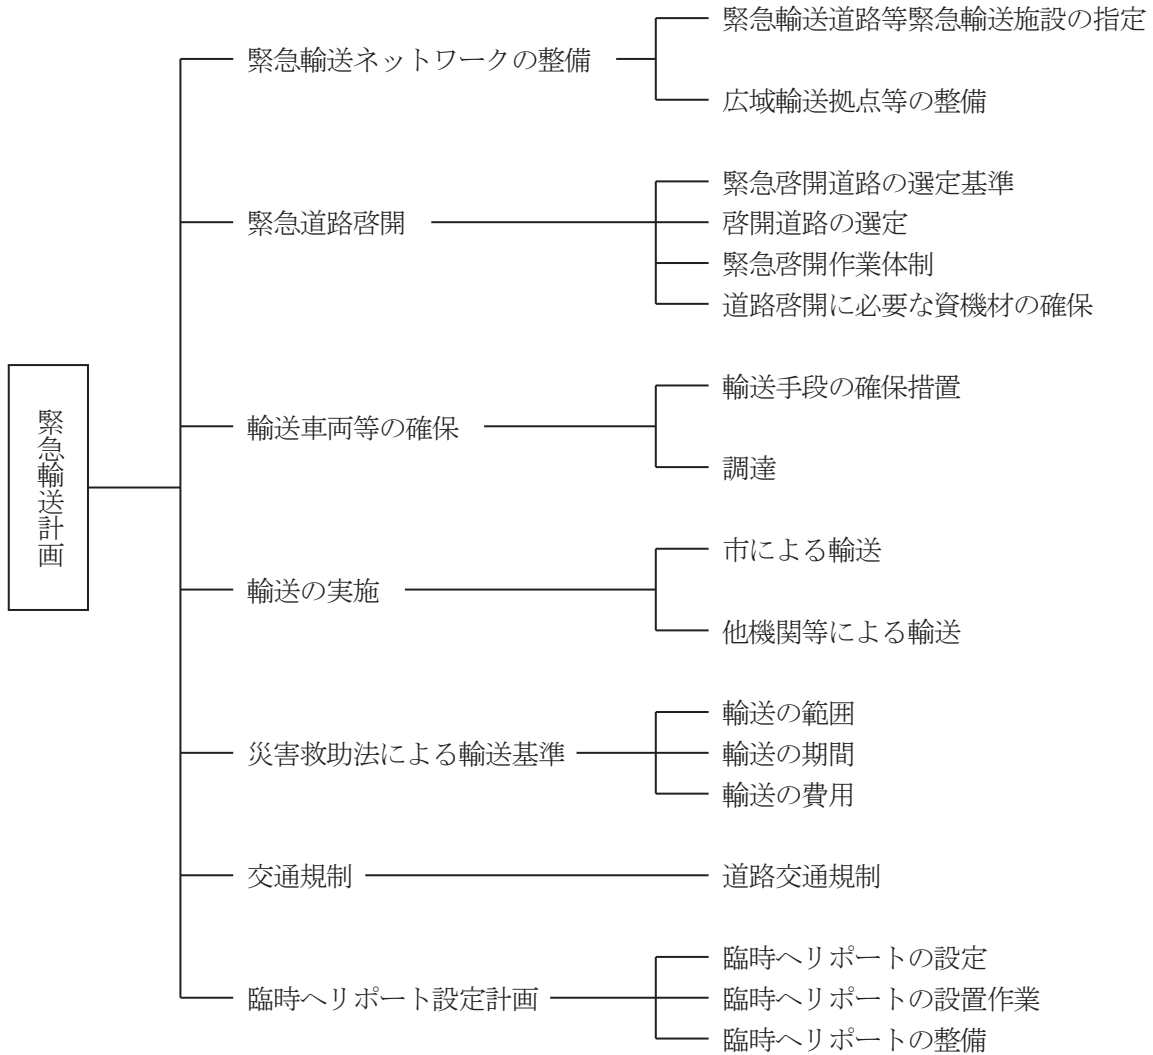 緊急輸送計画
緊急輸送ネットワークの整備
緊急輸送道路等緊急輸送施設の指定
広域輸送拠点等の整備
緊急道路啓開
緊急啓開道路の選定基準
啓開道路の選定
緊急啓開作業体制
道路啓開に必要な資機材の確保
輸送車両等の確保
輸送手段の確保措置
調達
輸送の実施
市による輸送
他機関等による輸送
災害救助法による輸送基準
輸送の範囲
輸送の期間
輸送の費用
交通規制
道路交通規制
臨時ヘリポート設定計画
臨時ヘリポートの設定
臨時ヘリポートの設置作業
臨時ヘリポートの整備